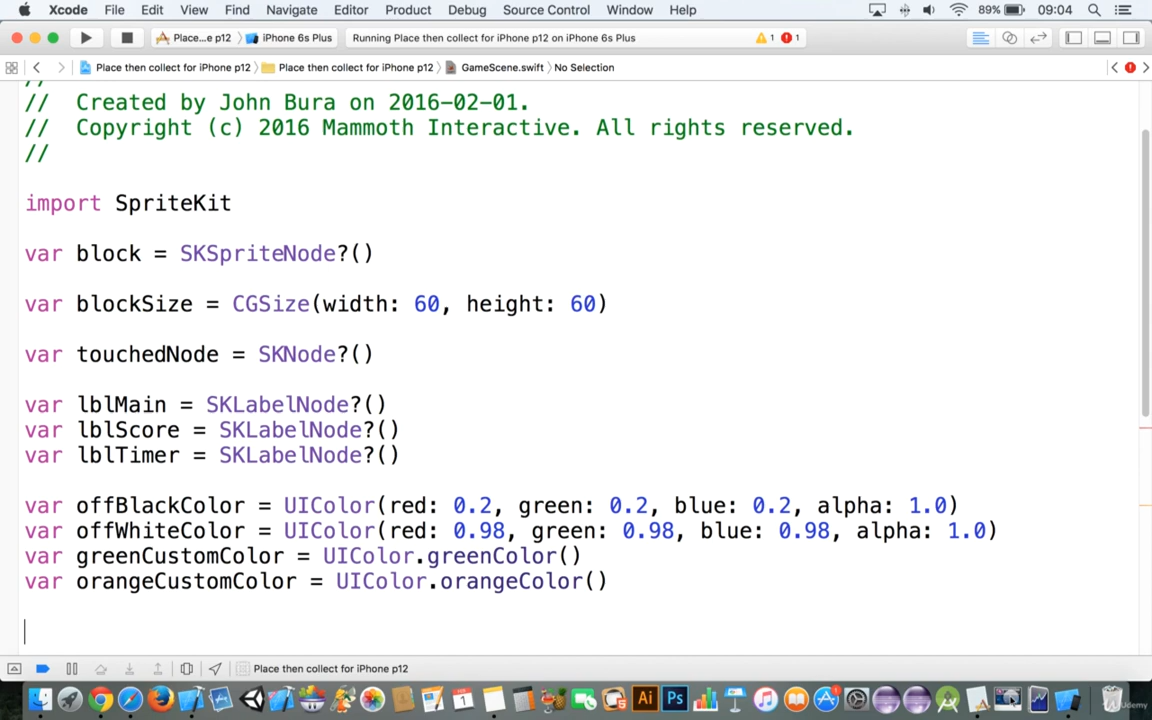 Xcode File Edit View Find Navigate Editor Product Debug Source Control Window Help 89% 09:04
Place...e p12 iPhone 6s Plus Running Place then collect for iPhone p12 on iPhone 6s Plus 1 1
Place then collect for iPhone p12 Place then collect for iPhone p12 GameScene.swift No Selection
//
// Created by John Bura on 2016-02-01.
// Copyright (c) 2016 Mammoth Interactive. All rights reserved.
//
import SpriteKit
var block = SKSpriteNode?()
var blockSize = CGSize(width: 60, height: 60)
var touchedNode = SKNode?()
var lblMain = SKLabelNode?()
var lblScore = SKLabelNode?()
var lblTimer = SKLabelNode?()
var offBlackColor = UIColor(red: 0.2, green: 0.2, blue: 0.2, alpha: 1.0)
var offWhiteColor = UIColor(red: 0.98, green: 0.98, blue: 0.98, alpha: 1.0)
var greenCustomColor = UIColor.greenColor()
var orangeCustomColor = UIColor.orangeColor()
Place then collect for iPhone p12
Ai Ps
Udemy